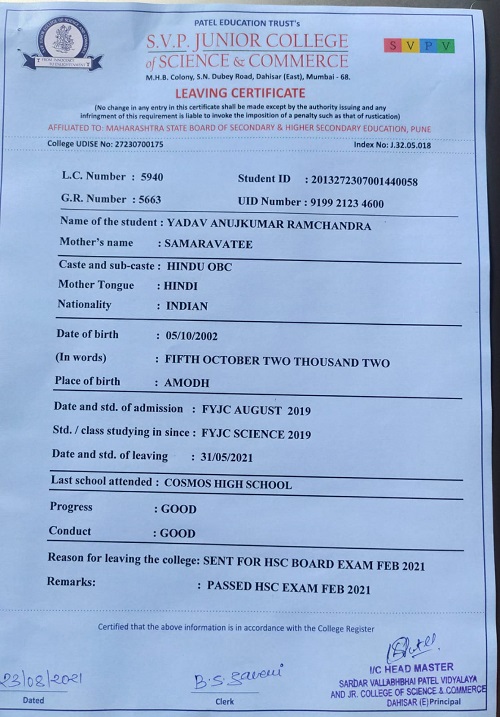 PATEL EDUCATION TRUST's
S.V.P. JUNIOR COLLEGE
of SCIENCE & COMMERCE
S V P V
M.H.B. Colony, S.N. Dubey Road, Dahisar (East), Mumbai - 68.
LEAVING CERTIFICATE
(No change in any entry in this certificate shall be made except by the authority issuing and any
infringment of this requirement is liable to invoke the imposition of a penalty such as that of rustication)
AFFILIATED TO: MAHARASHTRA STATE BOARD OF SECONDARY & HIGHER SECONDARY EDUCATION, PUNE
College UDISE No: 27230700175 Index No: J.32.05.018
L.C. Number : 5940 Student ID : 2013272307001440058
G.R. Number : 5663 UID Number : 9199 2123 4600
Name of the student : YADAV ANUJKUMAR RAMCHANDRA
Mother's name : SAMARAVATEE
Caste and sub-caste : HINDU OBC
Mother Tongue : HINDI
Nationality : INDIAN
Date of birth : 05/10/2002
(In words) : FIFTH OCTOBER TWO THOUSAND TWO
Place of birth : AMODH
Date and std. of admission : FYJC AUGUST 2019
Std. / class studying in since : FYJC SCIENCE 2019
Date and std. of leaving : 31/05/2021
Last school attended : COSMOS HIGH SCHOOL
Progress : GOOD
Conduct : GOOD
Reason for leaving the college: SENT FOR HSC BOARD EXAM FEB 2021
Remarks: : PASSED HSC EXAM FEB 2021
Certified that the above information is in accordance with the College Register
23/08/2021
Dated
Clerk
I/C HEAD MASTER
SARDAR VALLABHBHAI PATEL VIDYALAYA
AND JR. COLLEGE OF SCIENCE & COMMERCE
DAHISAR (E) Principal